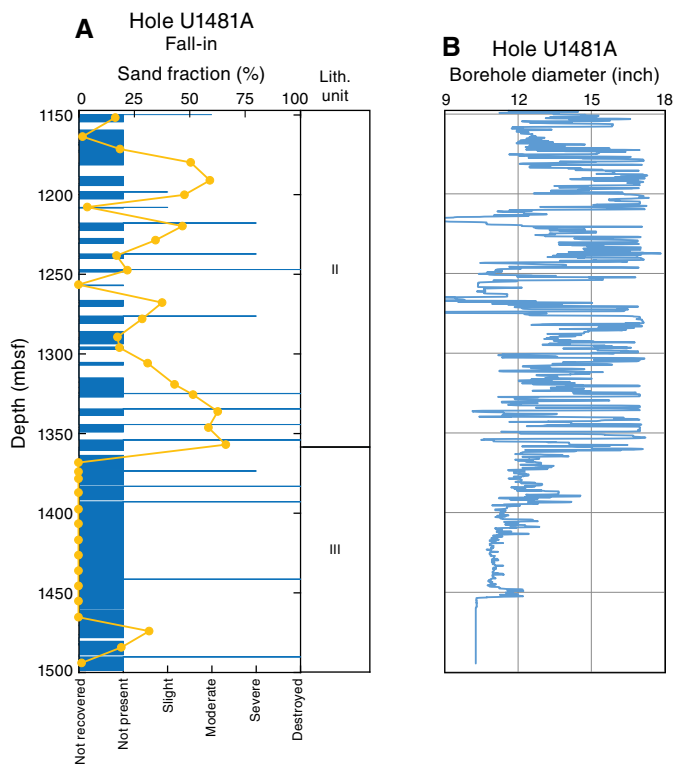 A
Hole U1481A
Fall-in
Sand fraction (%)
Lith.
unit
0 25 50 75 100
Depth (mbsf)
1150
1200
1250
1300
1350
1400
1450
1500
II
III
Not recovered
Not present
Slight
Moderate
Severe
Destroyed
B
Hole U1481A
Borehole diameter (inch)
9 12 15 18